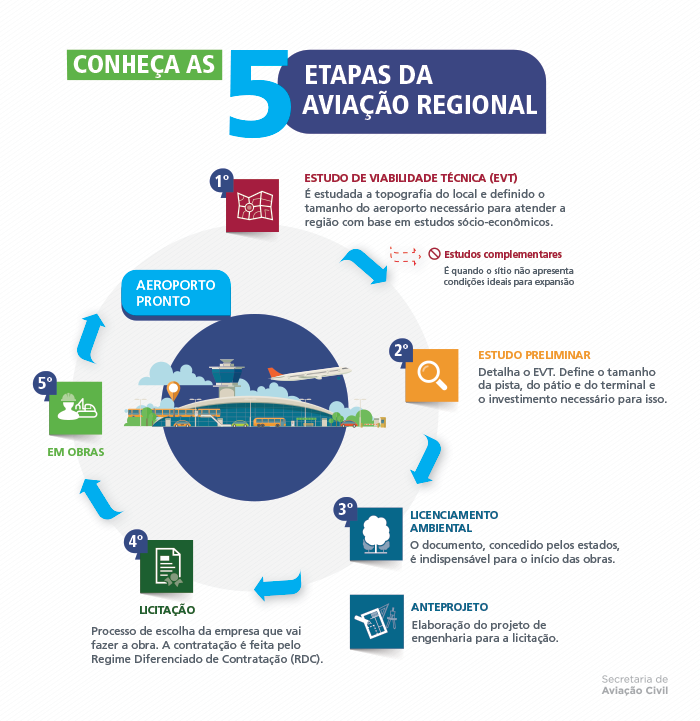 CONHEÇA AS
5
ETAPAS DA
AVIAÇÃO REGIONAL
1º
ESTUDO DE VIABILIDADE TÉCNICA (EVT)
É estudada a topografia do local e definido o
tamanho do aeroporto necessário para atender a
região com base em estudos sócio-econômicos.
Estudos complementares
É quando o sítio não apresenta
condições ideais para expansão
AEROPORTO
PRONTO
2º
ESTUDO PRELIMINAR
Detalha o EVT. Define o tamanho
da pista, do pátio e do terminal e
o investimento necessário para isso.
3º
LICENCIAMENTO
AMBIENTAL
O documento, concedido pelos estados,
é indispensável para o início das obras.
ANTEPROJETO
Elaboração do projeto de
engenharia para a licitação.
4º
LICITAÇÃO
Processo de escolha da empresa que vai
fazer a obra. A contratação é feita pelo
Regime Diferenciado de Contratação (RDC).
5º
EM OBRAS
Secretaria de
Aviação Civil